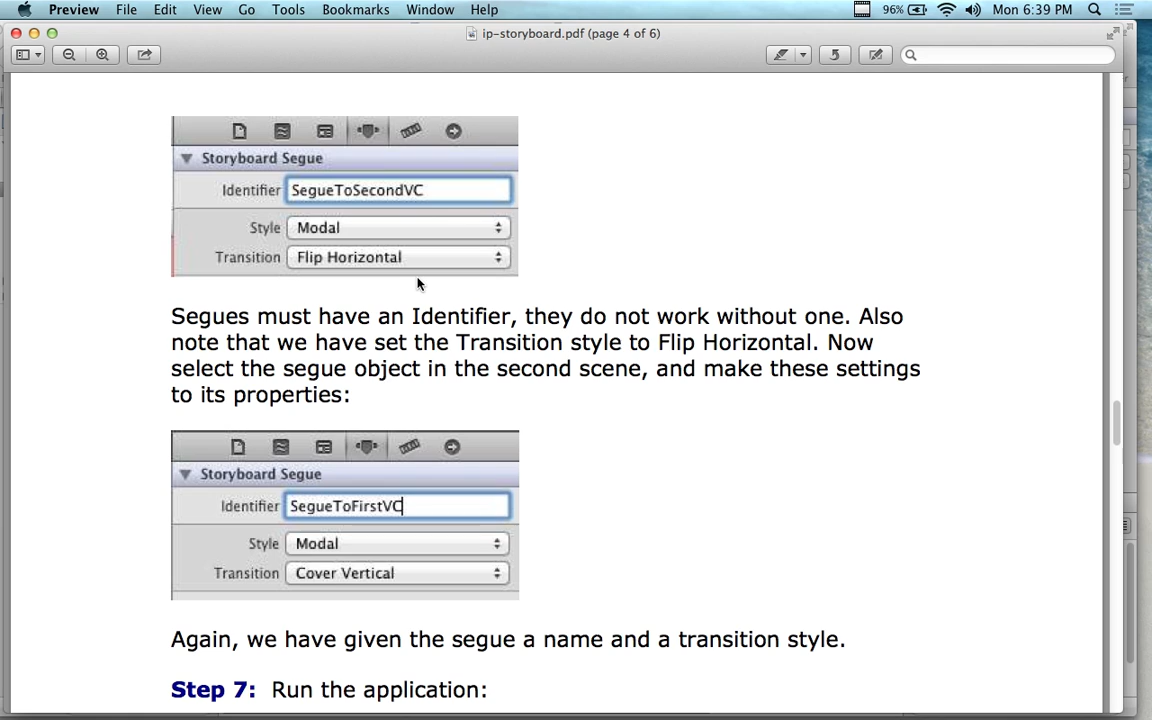 Preview File Edit View Go Tools Bookmarks Window Help 96% Mon 6:39 PM
ip-storyboard.pdf (page 4 of 6)
Storyboard Segue
Identifier SegueToSecondVC
Style Modal
Transition Flip Horizontal
Segues must have an Identifier, they do not work without one. Also
note that we have set the Transition style to Flip Horizontal. Now
select the segue object in the second scene, and make these settings
to its properties:
Storyboard Segue
Identifier SegueToFirstVC
Style Modal
Transition Cover Vertical
Again, we have given the segue a name and a transition style.
Step 7: Run the application: